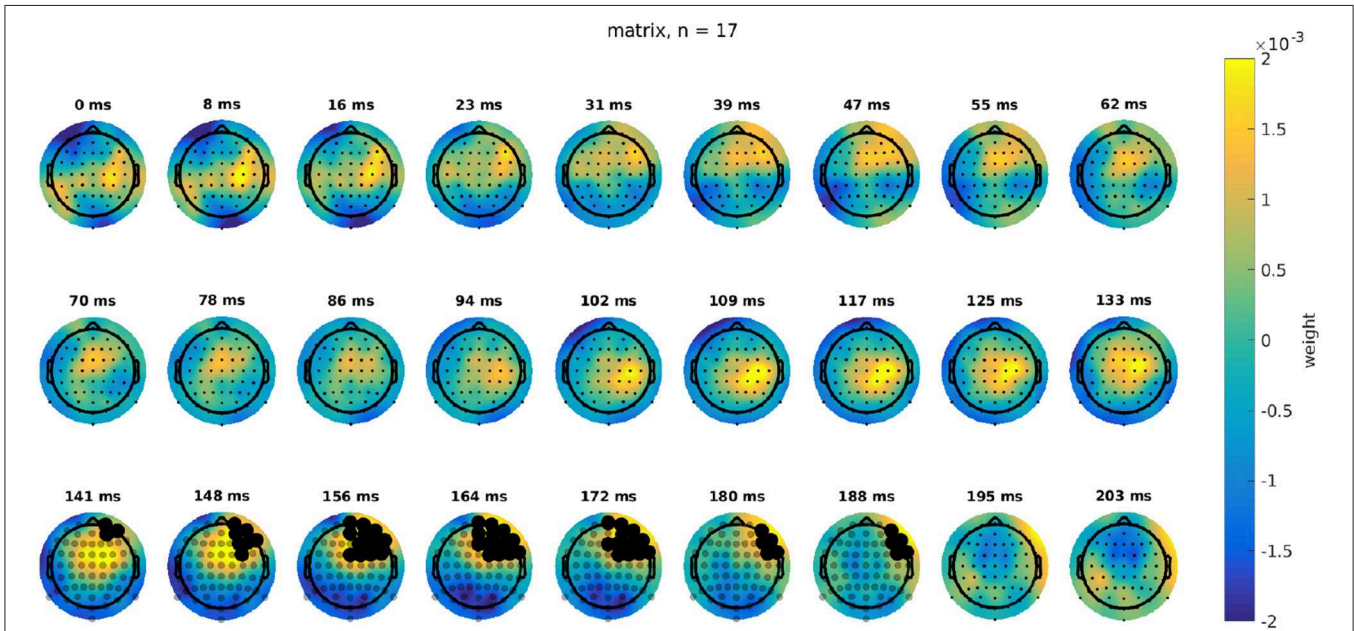 matrix, n = 17
×10-3
0 ms 8 ms 16 ms 23 ms 31 ms 39 ms 47 ms 55 ms 62 ms
70 ms 78 ms 86 ms 94 ms 102 ms 109 ms 117 ms 125 ms 133 ms
141 ms 148 ms 156 ms 164 ms 172 ms 180 ms 188 ms 195 ms 203 ms
2
1.5
1
0.5
0
-0.5
-1
-1.5
-2
weight